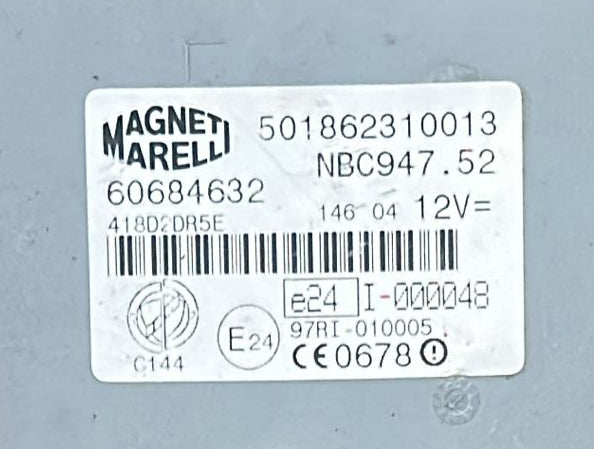 MAGNETI
MARELLI
501862310013
NBC947.52
60684632
146 04 12V=
418D2DR5E
e24 I-000048
97RI-010005
E24
C144
CE0678